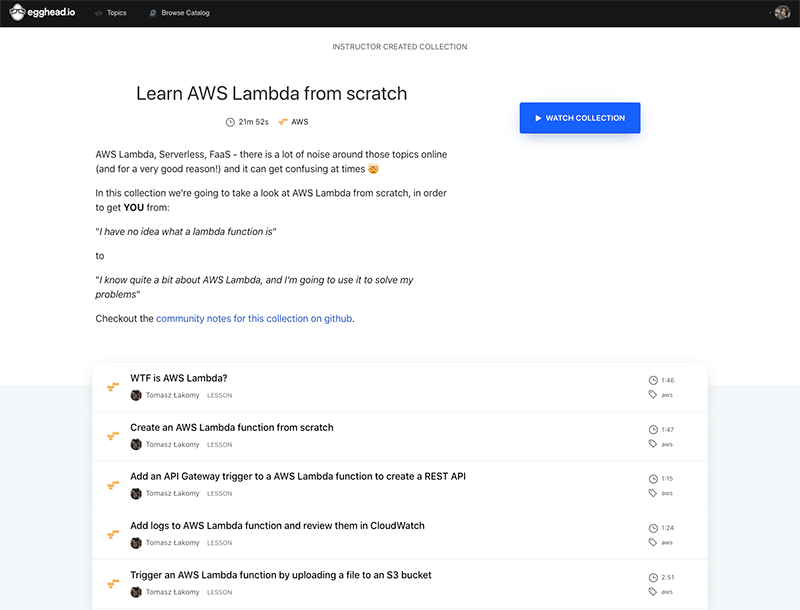 egghead.io
Topics
Browse Catalog
INSTRUCTOR CREATED COLLECTION
Learn AWS Lambda from scratch
21m 52s
AWS
WATCH COLLECTION
AWS Lambda, Serverless, FaaS - there is a lot of noise around those topics online
(and for a very good reason!) and it can get confusing at times 🤯
In this collection we're going to take a look at AWS Lambda from scratch, in order
to get YOU from:
"I have no idea what a lambda function is"
to
"I know quite a bit about AWS Lambda, and I'm going to use it to solve my
problems"
Checkout the community notes for this collection on github.
WTF is AWS Lambda?
1:46
Tomasz Łakomy LESSON
aws
Create an AWS Lambda function from scratch
1:47
Tomasz Łakomy LESSON
aws
Add an API Gateway trigger to a AWS Lambda function to create a REST API
1:15
Tomasz Łakomy LESSON
aws
Add logs to AWS Lambda function and review them in CloudWatch
1:24
Tomasz Łakomy LESSON
aws
Trigger an AWS Lambda function by uploading a file to an S3 bucket
2:51
Tomasz Łakomy LESSON
aws